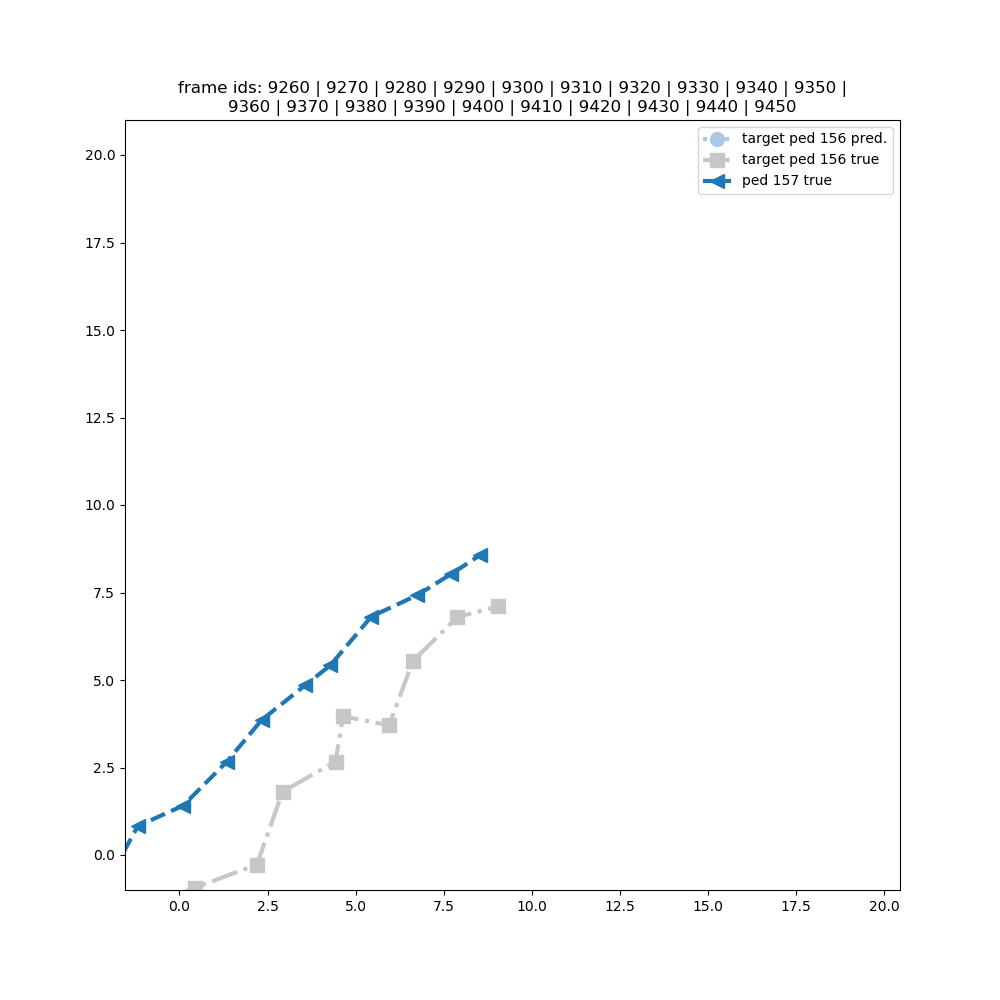 frame ids: 9260 | 9270 | 9280 | 9290 | 9300 | 9310 | 9320 | 9330 | 9340 | 9350 |
9360 | 9370 | 9380 | 9390 | 9400 | 9410 | 9420 | 9430 | 9440 | 9450
target ped 156 pred.
target ped 156 true
ped 157 true
20.0
17.5
15.0
12.5
10.0
7.5
5.0
2.5
0.0
0.0 2.5 5.0 7.5 10.0 12.5 15.0 17.5 20.0